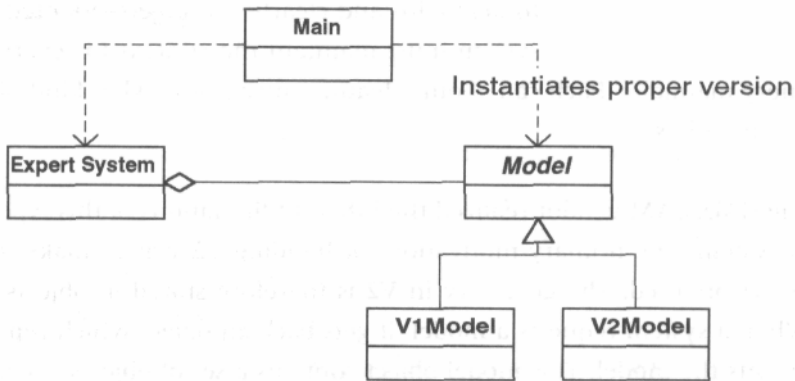 Main
Instantiates proper version
Expert System
Model
V1Model
V2Model